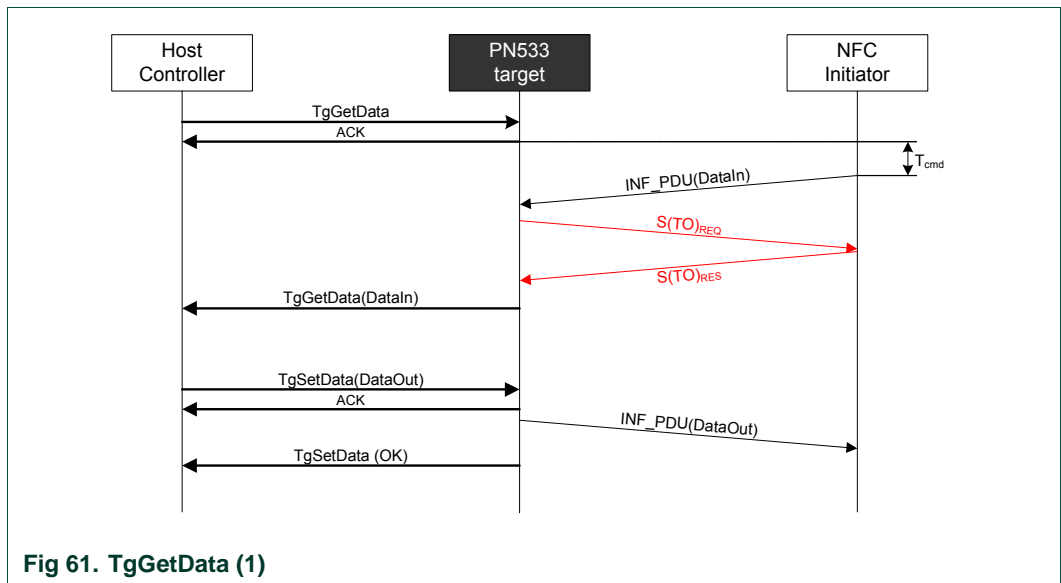 Host
Controller
PN533
target
NFC
Initiator
TgGetData
ACK
Tcmd
INF_PDU(DataIn)
S(TO)REQ
S(TO)RES
TgGetData(DataIn)
TgSetData(DataOut)
ACK
INF_PDU(DataOut)
TgSetData (OK)
Fig 61. TgGetData (1)